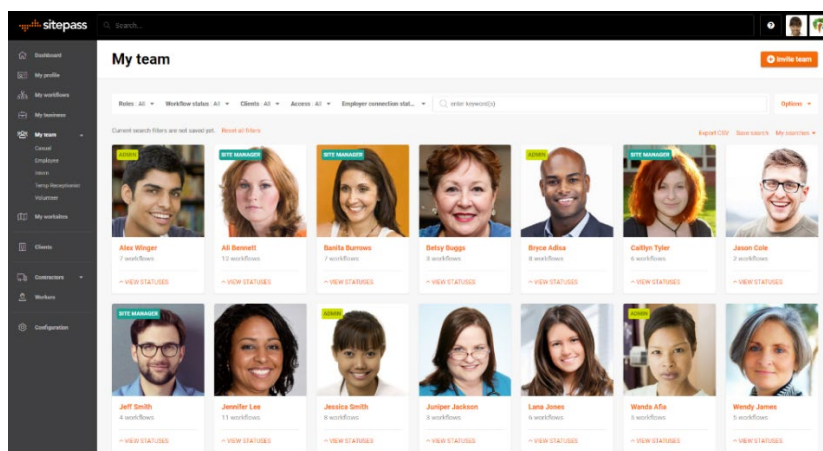 sitepass
Search...
Dashboard
My profile
My workflows
My business
My team
Casual
Employee
Intern
Temp Receptionist
Volunteer
My worksites
Clients
Contractors
Workers
Configuration
My team
Invite team
Roles : All Workflow status : All Clients : All Access : All Employer connection stat... enter keyword(s) Options
Current search filters are not saved yet. Reset all filters
Export CSV Save search My searches
ADMIN SITE MANAGER SITE MANAGER ADMIN SITE MANAGER
Alex Winger Ali Bennett Banita Burrows Betsy Buggs Bryce Adisa Caitlyn Tyler Jason Cole
7 workflows 12 workflows 7 workflows workflows 8 workflows 6 workflows workflows
VIEW STATUSES VIEW STATUSES VIEW STATUSES VIEW STATUSES VIEW STATUSES VIEW STATUSES VIEW STATUSES
SITE MANAGER ADMIN ADMIN
Jeff Smith Jennifer Lee Jessica Smith Juniper Jackson Lana Jones Wanda Afia Wendy James
4 workflows 11 workflows 8 workflows workflows 6 workflows 5 workflows 5 workflows
VIEW STATUSES VIEW STATUSES VIEW STATUSES VIEW STATUSES VIEW STATUSES VIEW STATUSES VIEW STATUSES